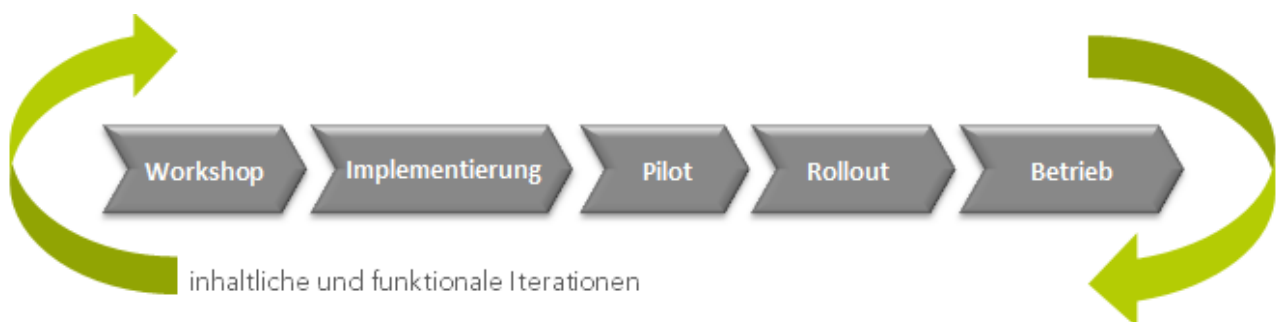 Workshop
Implementierung
Pilot
Rollout
Betrieb
inhaltliche und funktionale Iterationen